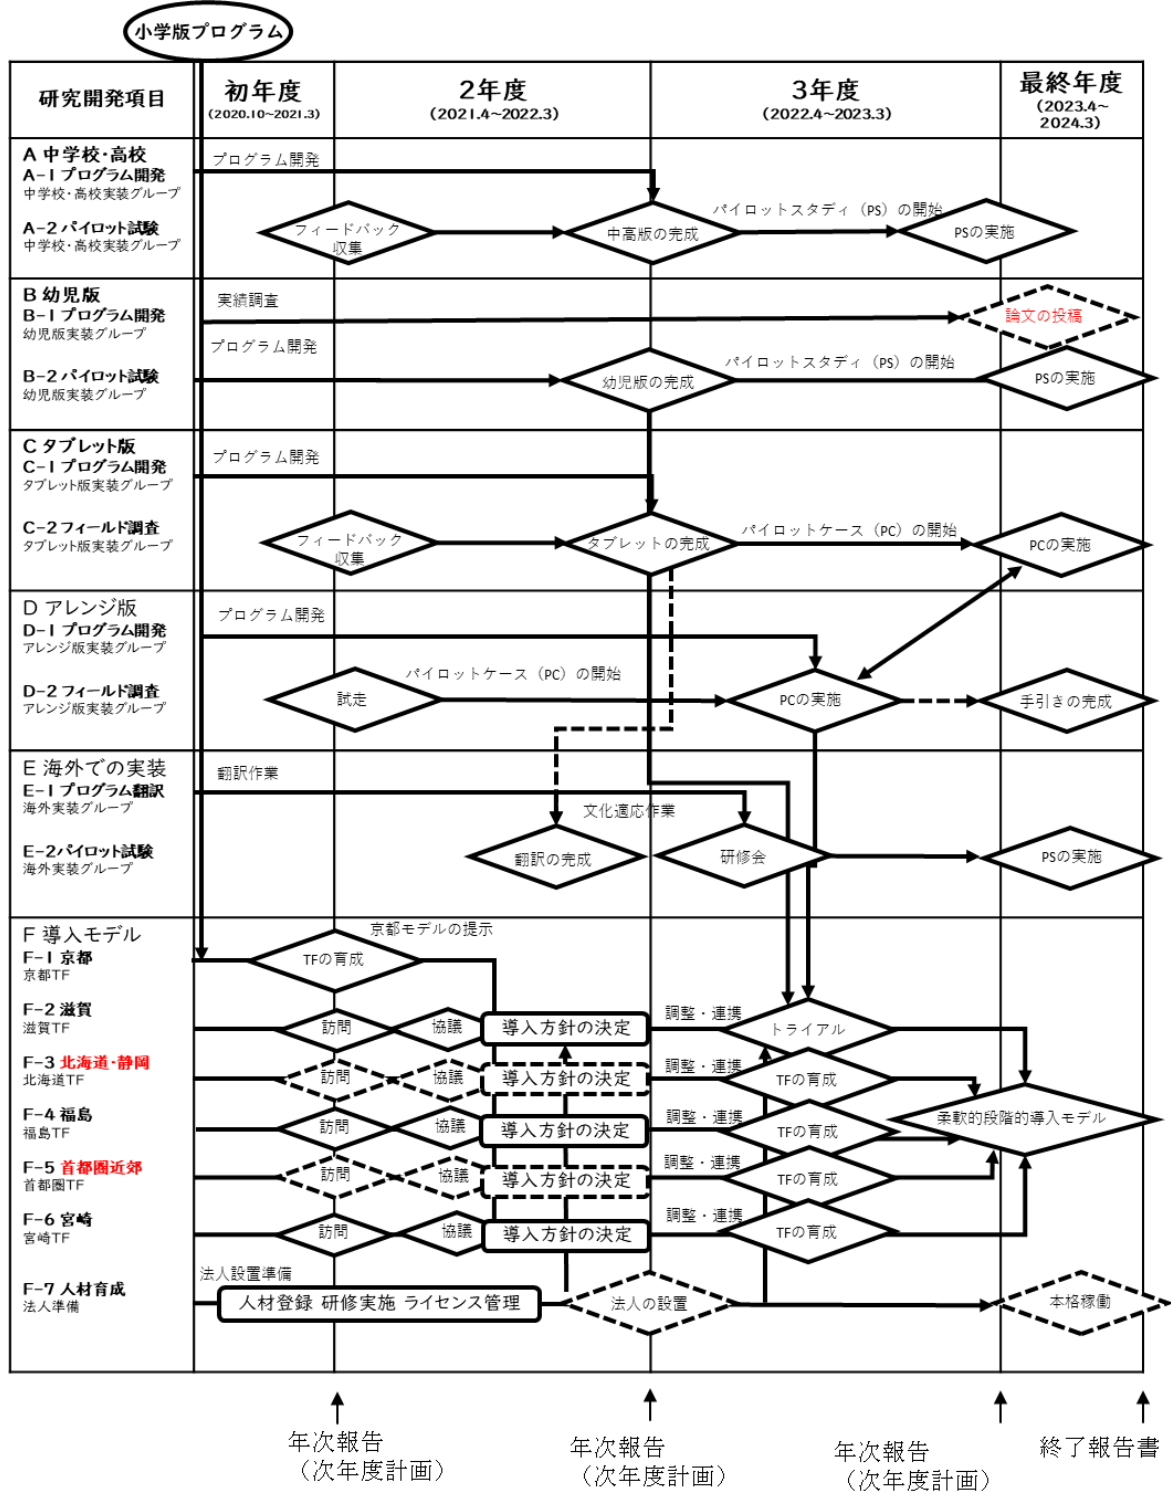 小学版プログラム
研究開発項目
初年度
(2020.10~2021.3)
2年度
(2021.4~2022.3)
3年度
(2022.4~2023.3)
最終年度
(2023.4~
2024.3)
A 中学校・高校
A-1 プログラム開発
中学校・高校実装グループ
プログラム開発
A-2 パイロット試験
中学校・高校実装グループ
フィードバック
収集
中高版の完成
パイロットスタディ（PS）の開始
PSの実施
B 幼児版
B-1 プログラム開発
幼児版実装グループ
実績調査
論文の投稿
プログラム開発
B-2 パイロット試験
幼児版実装グループ
幼児版の完成
パイロットスタディ（PS）の開始
PSの実施
C タブレット版
C-1 プログラム開発
タブレット版実装グループ
プログラム開発
C-2 フィールド調査
タブレット版実装グループ
フィードバック
収集
タブレットの完成
パイロットケース（PC）の開始
PCの実施
D アレンジ版
D-1 プログラム開発
アレンジ版実装グループ
プログラム開発
D-2 フィールド調査
アレンジ版実装グループ
試走
パイロットケース（PC）の開始
PCの実施
手引きの完成
E 海外での実装
E-1 プログラム翻訳
海外実装グループ
翻訳作業
文化適応作業
E-2パイロット試験
海外実装グループ
翻訳の完成
研修会
PSの実施
F 導入モデル
F-1 京都
京都TF
TFの育成
京都モデルの提示
F-2 滋賀
滋賀TF
訪問
協議
導入方針の決定
調整・連携
トライアル
F-3 北海道・静岡
北海道TF
訪問
協議
導入方針の決定
調整・連携
TFの育成
F-4 福島
福島TF
訪問
協議
導入方針の決定
調整・連携
TFの育成
柔軟的段階的導入モデル
F-5 首都圏近郊
首都圏TF
訪問
協議
導入方針の決定
調整・連携
TFの育成
F-6 宮崎
宮崎TF
訪問
協議
導入方針の決定
調整・連携
TFの育成
F-7 人材育成
法人準備
法人設置準備
人材登録 研修実施 ライセンス管理
法人の設置
本格稼働
年次報告
（次年度計画）
年次報告
（次年度計画）
年次報告
（次年度計画）
終了報告書